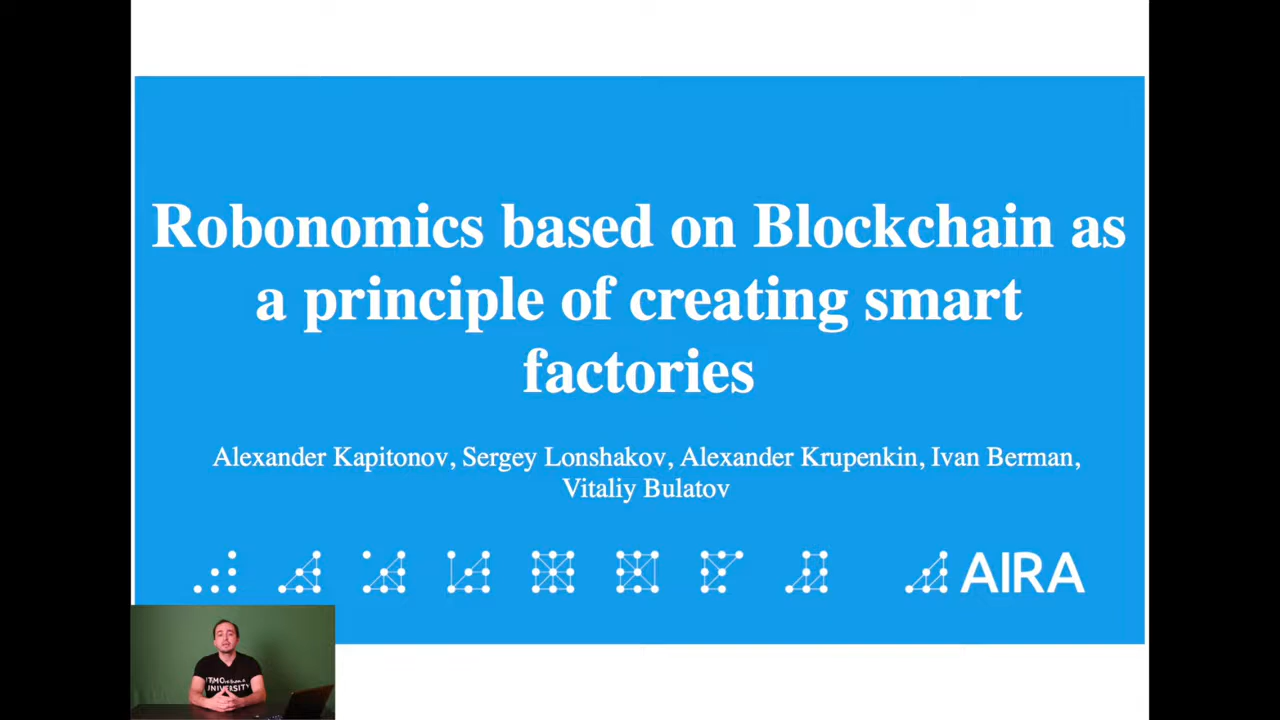 Robonomics based on Blockchain as
a principle of creating smart
factories
Alexander Kapitonov, Sergey Lonshakov, Alexander Krupenkin, Ivan Berman,
Vitaliy Bulatov
AIRA
UNIVERSITY